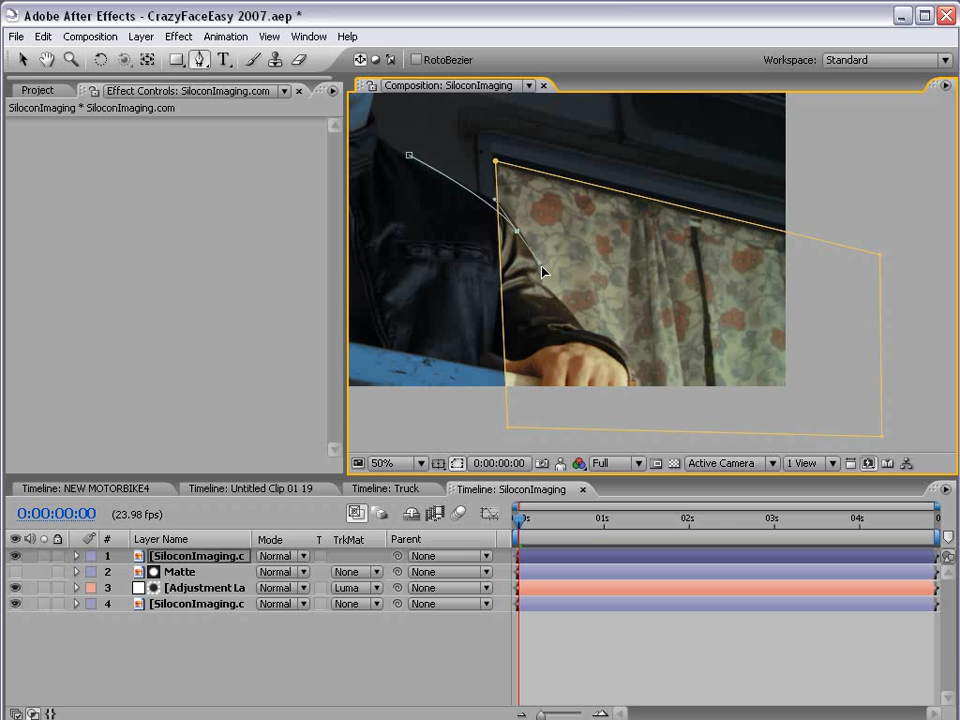 Adobe After Effects - CrazyFaceEasy 2007.aep *
File Edit Composition Layer Effect Animation View Window Help
RotoBezier
Workspace: Standard
Project Effect Controls: SiloconImaging.com
Composition: SiloconImaging
SiloconImaging * SiloconImaging.com
50% 0:00:00:00 Full Active Camera 1 View
Timeline: NEW MOTORBIKE4 Timeline: Untitled Clip 01 19 Timeline: Truck Timeline: SiloconImaging
0:00:00:00 (23.98 fps)
0s 01s 02s 03s 04s 0
# Layer Name Mode T TrkMat Parent
1 [SiloconImaging.c Normal None
2 Matte Normal None None
3 [Adjustment La Normal Luma None
4 [SiloconImaging.c Normal None None